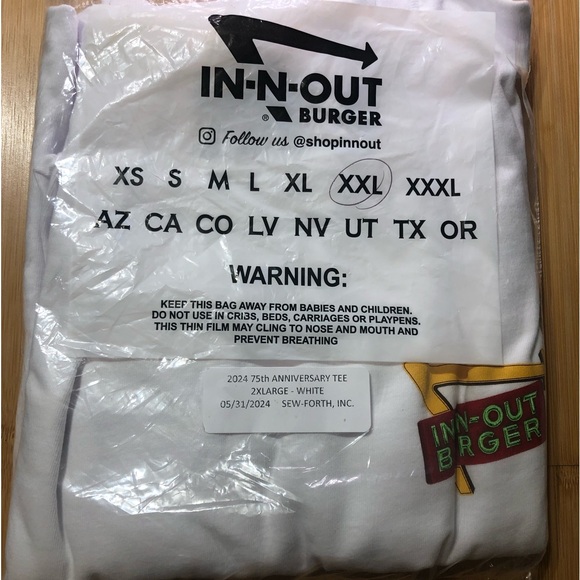 IN-N-OUT
® BURGER
Follow us @shopinnout
XS S M L XL XXL XXXL
AZ CA CO LV NV UT TX OR
WARNING:
KEEP THIS BAG AWAY FROM BABIES AND CHILDREN.
DO NOT USE IN CRIBS, BEDS, CARRIAGES OR PLAYPENS.
THIS THIN FILM MAY CLING TO NOSE AND MOUTH AND
PREVENT BREATHING
2024 75th ANNIVERSARY TEE
2XLARGE - WHITE
05/31/2024 SEW-FORTH, INC.
IN-N-OUT
BURGER